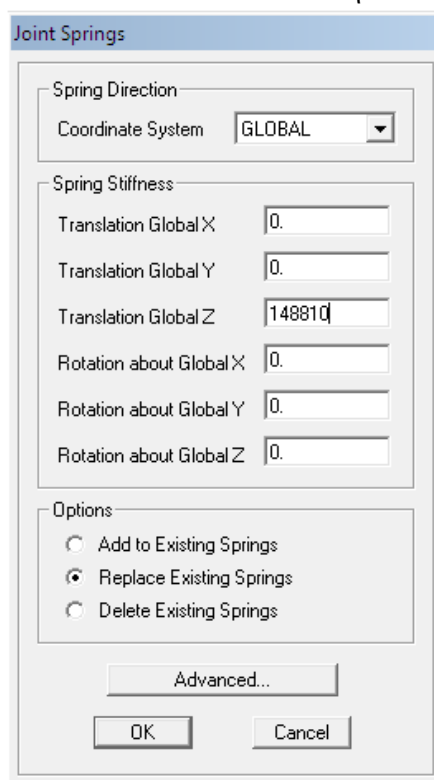 Joint Springs
Spring Direction
Coordinate System GLOBAL
Spring Stiffness
Translation Global X 0.
Translation Global Y 0.
Translation Global Z 148810
Rotation about Global X 0.
Rotation about Global Y 0.
Rotation about Global Z 0.
Options
Add to Existing Springs
Replace Existing Springs
Delete Existing Springs
Advanced...
OK Cancel